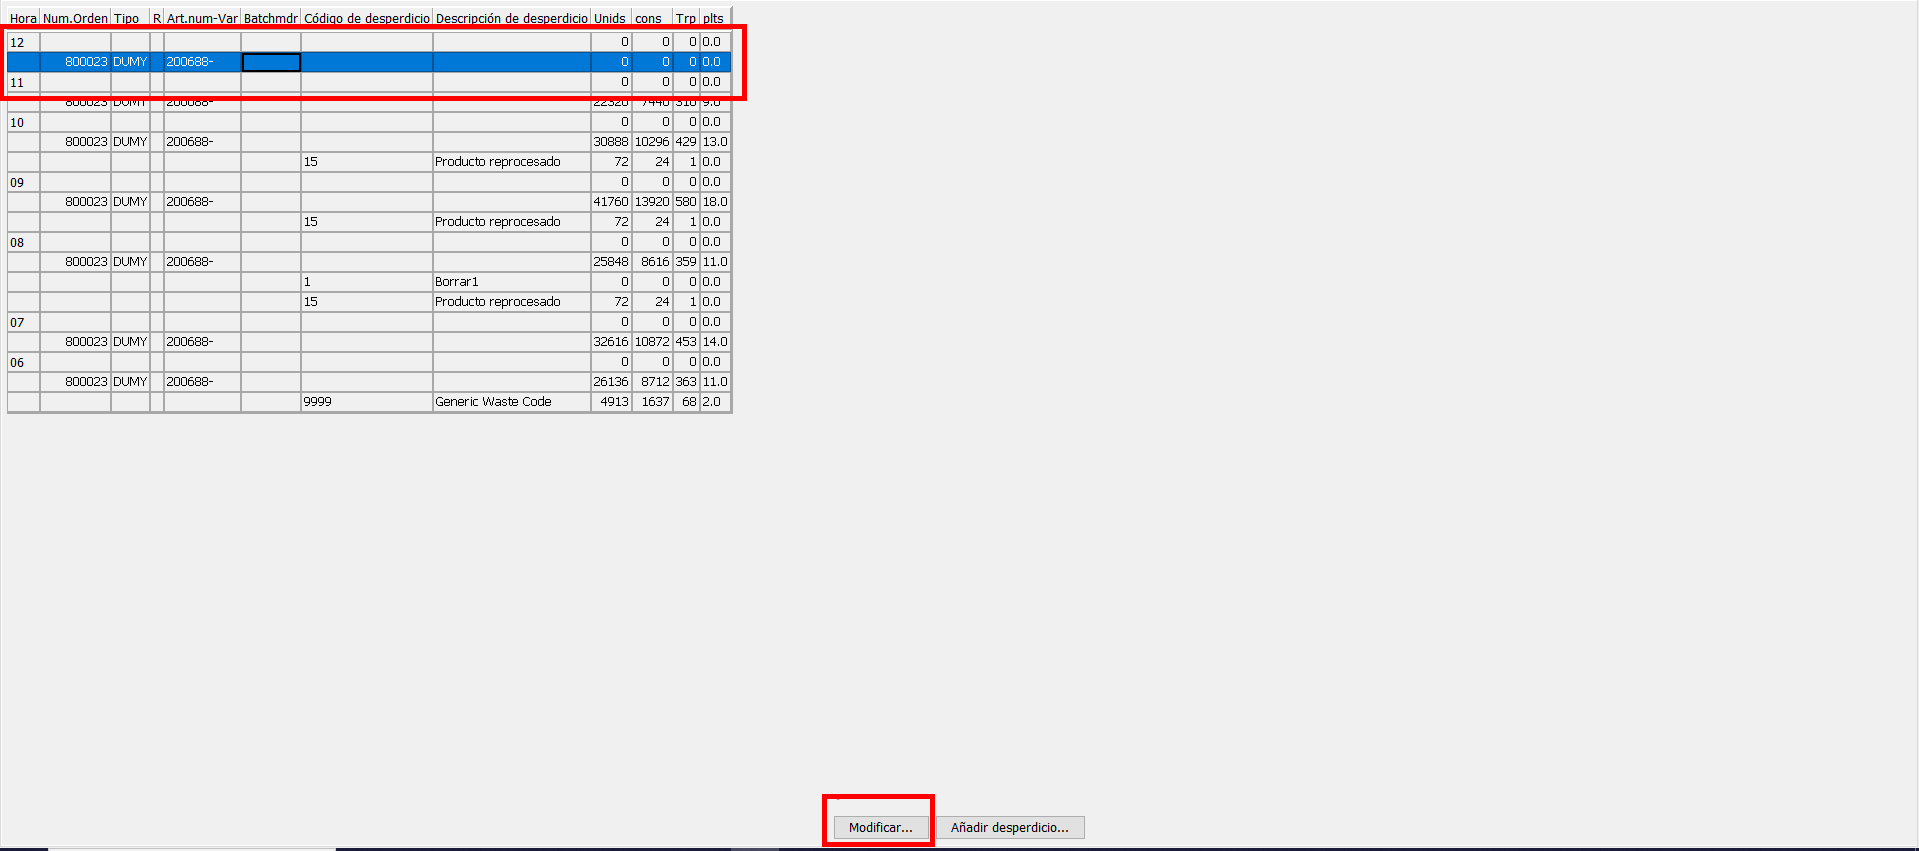 Hora Num.Orden Tipo R Art.num-Var Batchmdr Código de desperdicio Descripción de desperdicio Unids cons Trp plts
12 0 0 0 0.0
800023 DUMY 200688- 0 0 0 0.0
11 0 0 0 0.0
800023 DUMY 200688- 22320 7440 310 9.0
10 0 0 0 0.0
800023 DUMY 200688- 30888 10296 429 13.0
15 Producto reprocesado 72 24 1 0.0
09 0 0 0 0.0
800023 DUMY 200688- 41760 13920 580 18.0
15 Producto reprocesado 72 24 1 0.0
08 0 0 0 0.0
800023 DUMY 200688- 25848 8616 359 11.0
1 Borrar1 0 0 0 0.0
15 Producto reprocesado 72 24 1 0.0
07 0 0 0 0.0
800023 DUMY 200688- 32616 10872 453 14.0
06 0 0 0 0.0
800023 DUMY 200688- 26136 8712 363 11.0
9999 Generic Waste Code 4913 1637 68 2.0
Modificar... Añadir desperdicio...